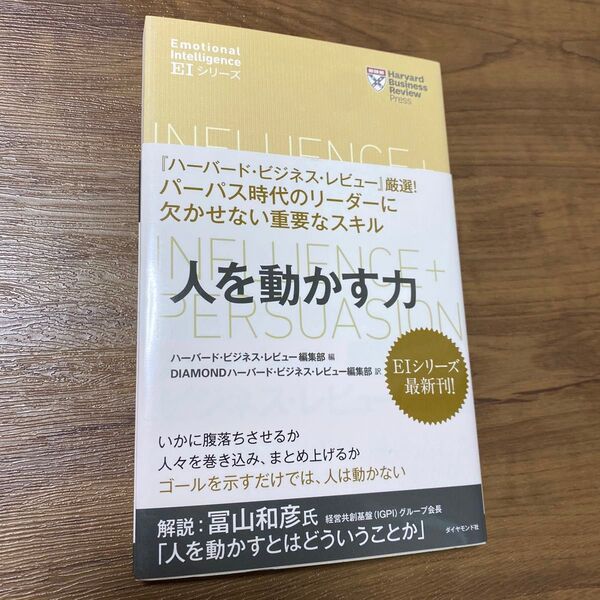 Emotional
Intelligence
EIシリーズ
Harvard
Business
Review
Press
INFLUENCE+
『ハーバード・ビジネス・レビュー』厳選!
パーパス時代のリーダーに
欠かせない重要なスキル
INFLUENCE+
人を動かす力
PERSUASION
ハーバード・ビジネス・レビュー編集部 編
DIAMONDハーバード・ビジネス・レビュー編集部 訳
EIシリーズ
最新刊!
いかに腹落ちさせるか
人々を巻き込み、まとめ上げるか
ゴールを示すだけでは、人は動かない
解説:冨山和彦氏 経営共創基盤(IGPI)グループ会長
「人を動かすとはどういうことか」
ダイヤモンド社